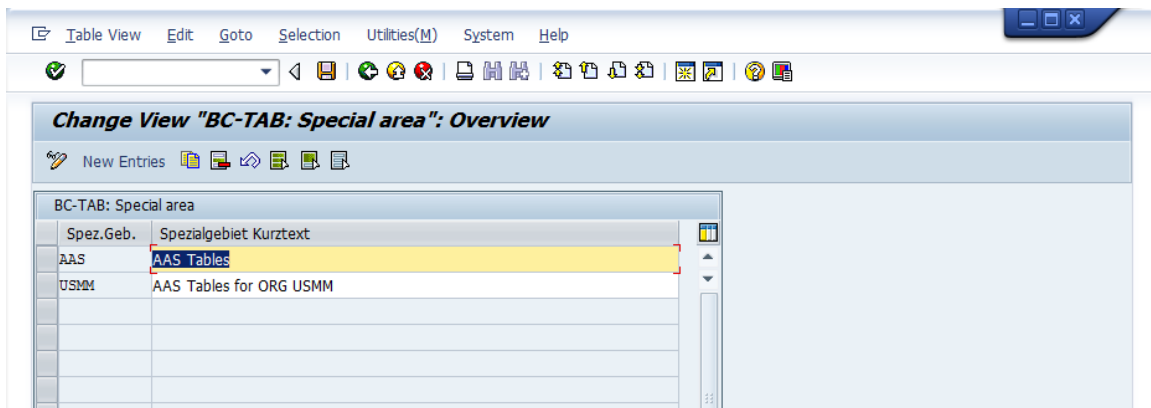 Table View Edit Goto Selection Utilities(M) System Help
Change View "BC-TAB: Special area": Overview
New Entries
BC-TAB: Special area
Spez.Geb. Spezialgebiet Kurztext
AAS AAS Tables
USMM AAS Tables for ORG USMM